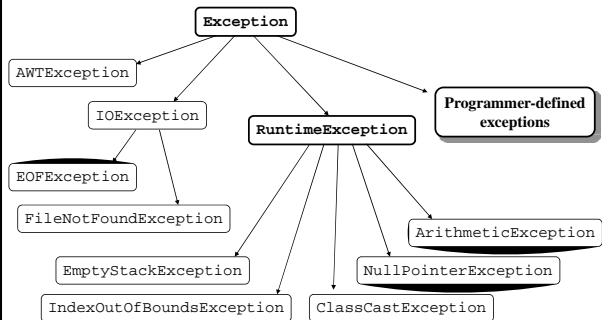 Exception
AWTException
IOException
Programmer-defined
exceptions
RuntimeException
EOFException
FileNotFoundException
ArithmeticException
EmptyStackException
NullPointerException
IndexOutOfBoundsException
ClassCastException